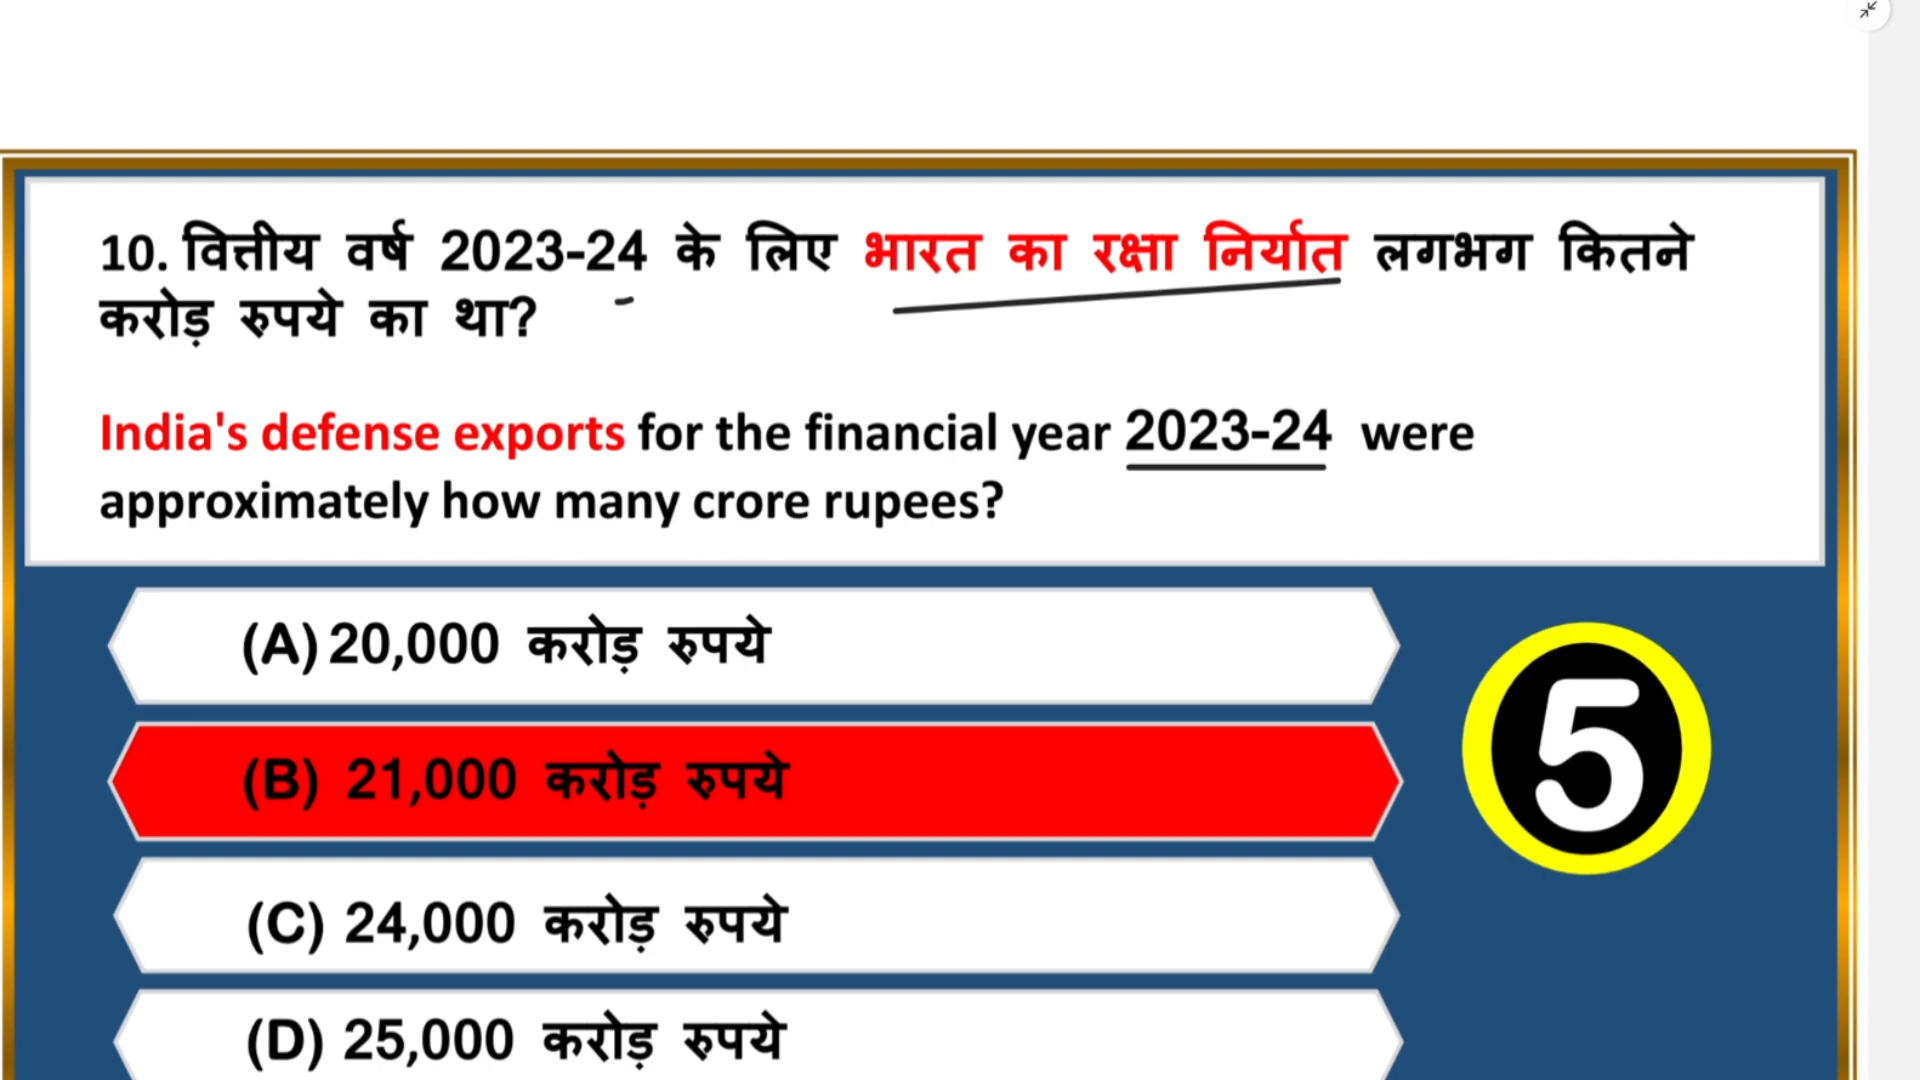 10. वित्तीय वर्ष 2023-24 के लिए भारत का रक्षा निर्यात लगभग कितने
करोड़ रुपये का था?
India's defense exports for the financial year 2023-24 were
approximately how many crore rupees?
(A) 20,000 करोड़ रुपये
(B) 21,000 करोड़ रुपये
5
(C) 24,000 करोड़ रुपये
(D) 25,000 करोड़ रुपये